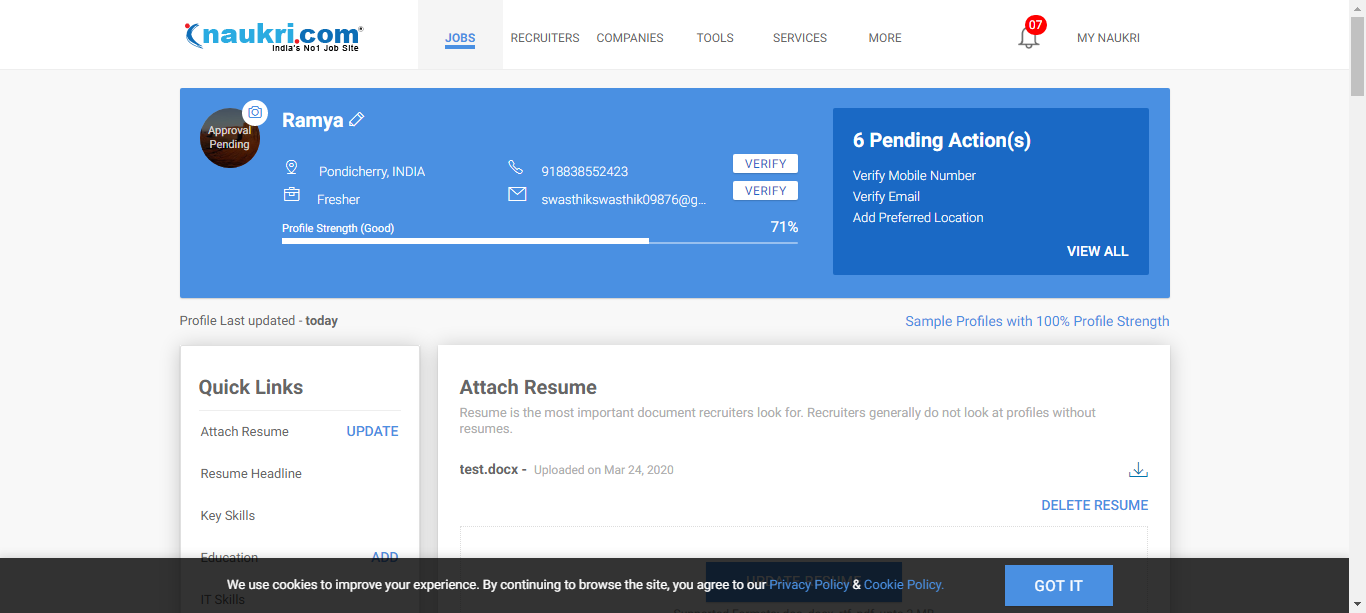 naukri.com
India's No1 Job Site
JOBS
RECRUITERS
COMPANIES
TOOLS
SERVICES
MORE
07
MY NAUKRI
Approval
Pending
Ramya
Pondicherry, INDIA
918838552423
VERIFY
Fresher
swasthikswasthik09876@g...
VERIFY
Profile Strength (Good)
71%
6 Pending Action(s)
Verify Mobile Number
Verify Email
Add Preferred Location
VIEW ALL
Profile Last updated - today
Sample Profiles with 100% Profile Strength
Quick Links
Attach Resume
UPDATE
Resume Headline
Key Skills
Education
ADD
IT Skills
Attach Resume
Resume is the most important document recruiters look for. Recruiters generally do not look at profiles without
resumes.
test.docx - Uploaded on Mar 24, 2020
DELETE RESUME
We use cookies to improve your experience. By continuing to browse the site, you agree to our Privacy Policy & Cookie Policy.
GOT IT